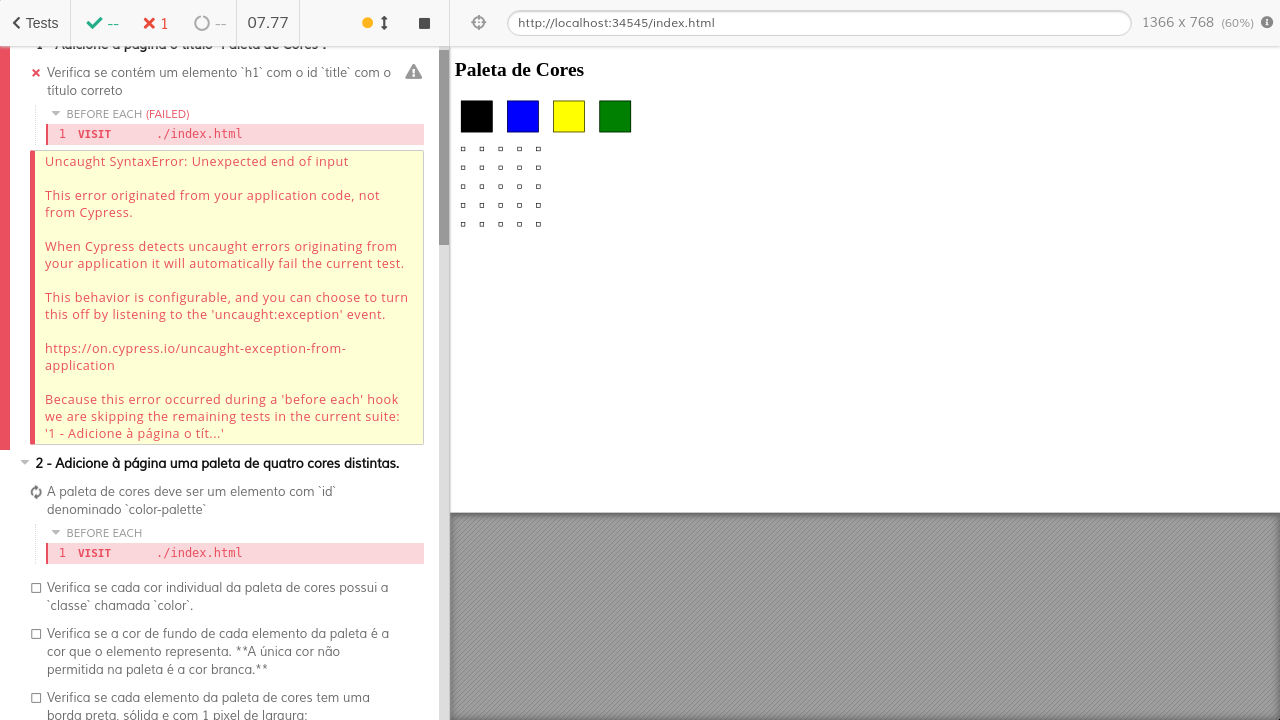 Tests
--
1
--
07.77
http://localhost:34545/index.html
1366 x 768 (60%)
1 - Adicione à página o título "Paleta de Cores".
Verifica se contém um elemento `h1` com o id `title` com o
título correto
BEFORE EACH (FAILED)
1 VISIT ./index.html
Uncaught SyntaxError: Unexpected end of input
This error originated from your application code, not
from Cypress.
When Cypress detects uncaught errors originating from
your application it will automatically fail the current test.
This behavior is configurable, and you can choose to turn
this off by listening to the 'uncaught:exception' event.
https://on.cypress.io/uncaught-exception-from-
application
Because this error occurred during a 'before each' hook
we are skipping the remaining tests in the current suite:
'1 - Adicione à página o tít...'
2 - Adicione à página uma paleta de quatro cores distintas.
A paleta de cores deve ser um elemento com `id`
denominado `color-palette`
BEFORE EACH
1 VISIT ./index.html
Verifica se cada cor individual da paleta de cores possui a
`classe` chamada `color`.
Verifica se a cor de fundo de cada elemento da paleta é a
cor que o elemento representa. **A única cor não
permitida na paleta é a cor branca.**
Verifica se cada elemento da paleta de cores tem uma
borda preta, sólida e com 1 pixel de largura;
Paleta de Cores